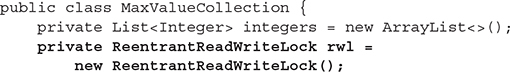 public class MaxValueCollection {
    private List<Integer> integers = new ArrayList<>();
    private ReentrantReadWriteLock rwl =
        new ReentrantReadWriteLock();